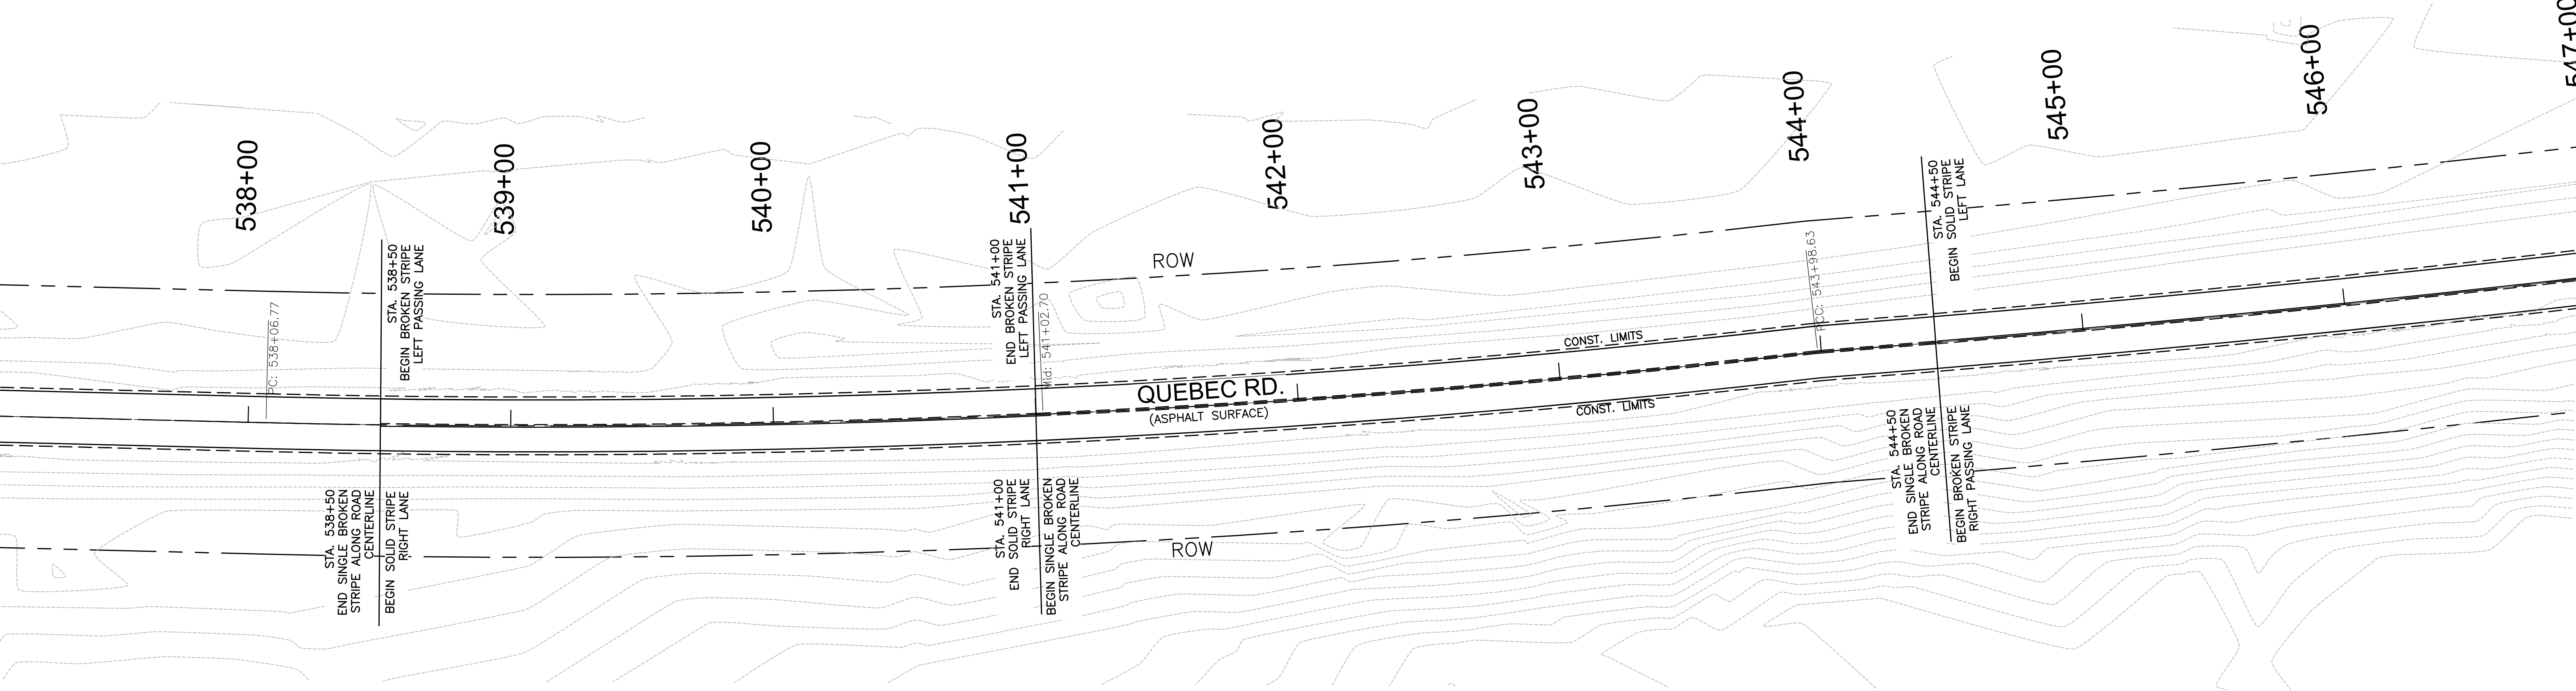 538+00
539+00
540+00
541+00
542+00
543+00
544+00
545+00
546+00
547+00
PC: 538+06.77
STA. 538+50
BEGIN BROKEN STRIPE
LEFT PASSING LANE
STA. 538+50
END SINGLE BROKEN
STRIPE ALONG ROAD
CENTERLINE
BEGIN SOLID STRIPE
RIGHT LANE
STA. 541+00
END BROKEN STRIPE
LEFT PASSING LANE
Mid: 541+02.70
STA. 541+00
END SOLID STRIPE
RIGHT LANE
BEGIN SINGLE BROKEN
STRIPE ALONG ROAD
CENTERLINE
ROW
QUEBEC RD.
(ASPHALT SURFACE)
ROW
CONST. LIMITS
CONST. LIMITS
PCC: 543+98.63
STA. 544+50
BEGIN SOLID STRIPE
LEFT LANE
STA. 544+50
END SINGLE BROKEN
STRIPE ALONG ROAD
CENTERLINE
BEGIN BROKEN STRIPE
RIGHT PASSING LANE